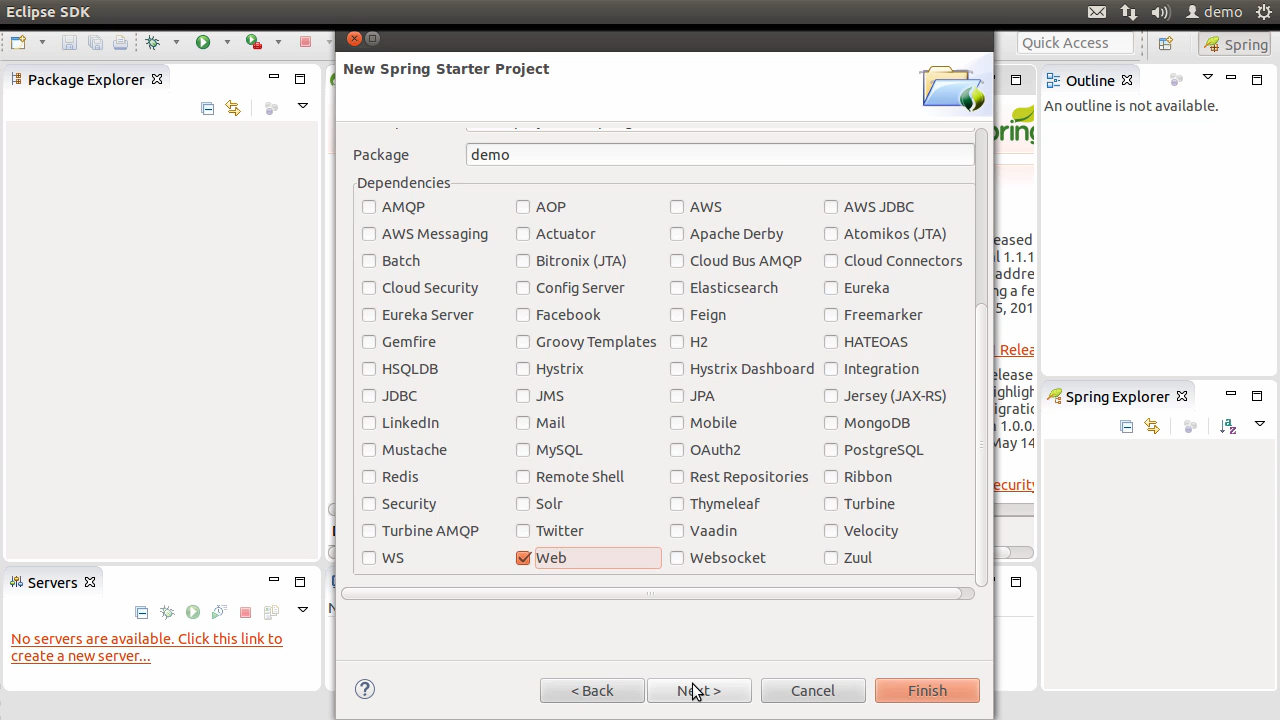 Eclipse SDK
demo
Quick Access
Spring
Package Explorer
New Spring Starter Project
Outline
An outline is not available.
Package
demo
Dependencies
AMQP AOP AWS AWS JDBC
AWS Messaging Actuator Apache Derby Atomikos (JTA)
Batch Bitronix (JTA) Cloud Bus AMQP Cloud Connectors
Cloud Security Config Server Elasticsearch Eureka
Eureka Server Facebook Feign Freemarker
Gemfire Groovy Templates H2 HATEOAS
HSQLDB Hystrix Hystrix Dashboard Integration
JDBC JMS JPA Jersey (JAX-RS)
LinkedIn Mail Mobile MongoDB
Mustache MySQL OAuth2 PostgreSQL
Redis Remote Shell Rest Repositories Ribbon
Security Solr Thymeleaf Turbine
Turbine AMQP Twitter Vaadin Velocity
WS Web Websocket Zuul
Spring Explorer
Servers
No servers are available. Click this link to
create a new server...
< Back
Next >
Cancel
Finish